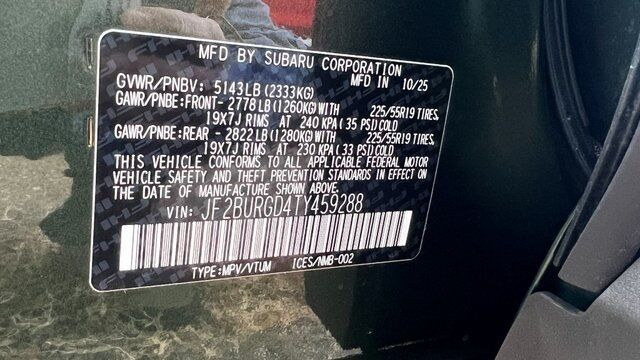 MFD BY SUBARU CORPORATION
GVWR/PNBV: 5143LB (2333KG) MFD IN 10/25
GAWR/PNBE:FRONT- 2778 LB (1260KG) WITH 225/55R19 TIRES,
19X7J RIMS AT 240 KPA (35 PSI) COLD
GAWR/PNBE:REAR - 2822 LB (1280KG) WITH 225/55R19 TIRES,
19X7J RIMS AT 230 KPA (33 PSI) COLD
THIS VEHICLE CONFORMS TO ALL APPLICABLE FEDERAL MOTOR
VEHICLE SAFETY AND THEFT PREVENTION STANDARDS IN EFFECT ON
THE DATE OF MANUFACTURE SHOWN ABOVE.
VIN: JF2BURGD4TY459288
TYPE:MPV/VTUM ICES/NMB-002